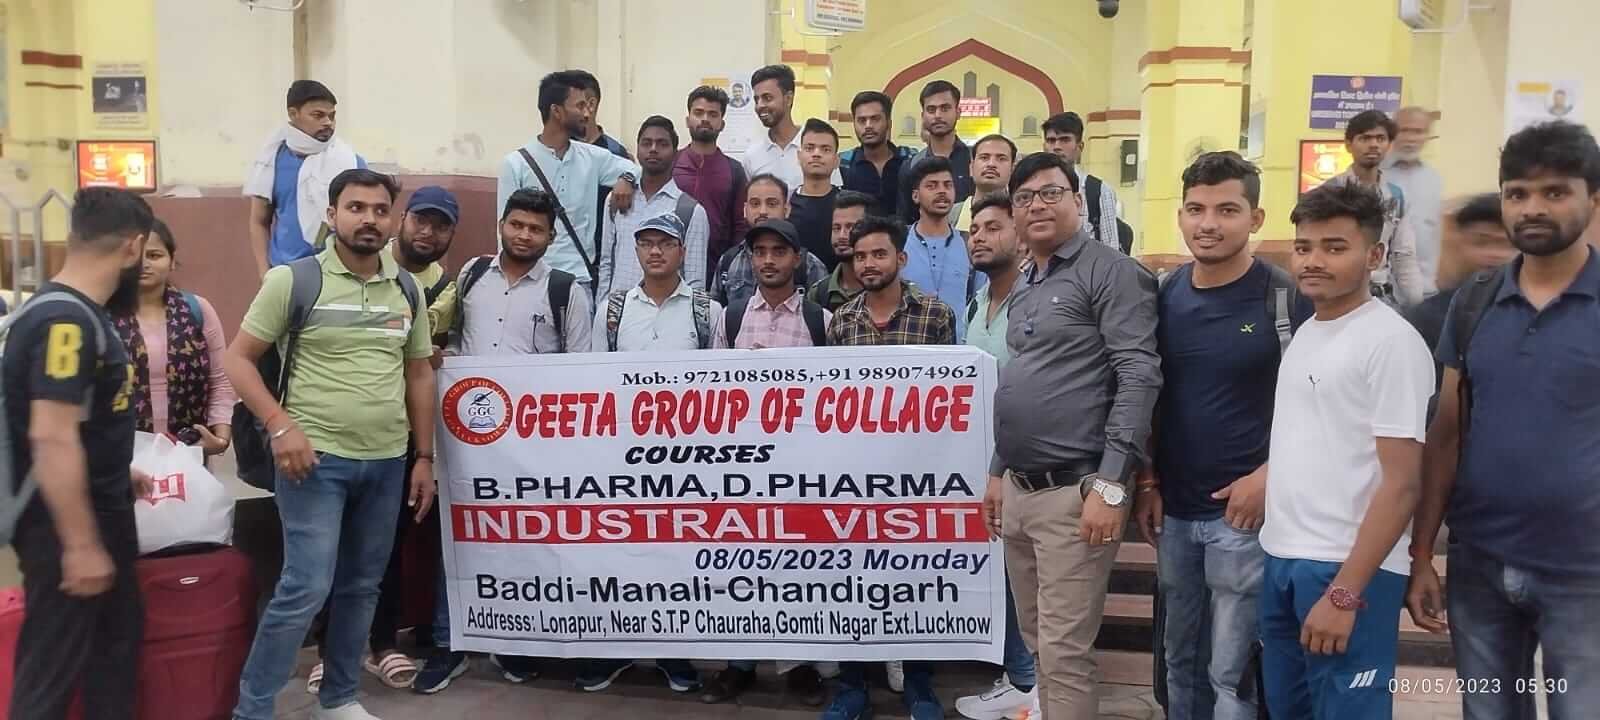 Mob.: 9721085085,+91 989074962
GGC
GEETA GROUP OF COLLAGE
COURSES
B.PHARMA,D.PHARMA
INDUSTRAIL VISIT
08/05/2023 Monday
Baddi-Manali-Chandigarh
Addresss: Lonapur, Near S.T.P Chauraha,Gomti Nagar Ext.Lucknow
B
08/05/2023 05:30